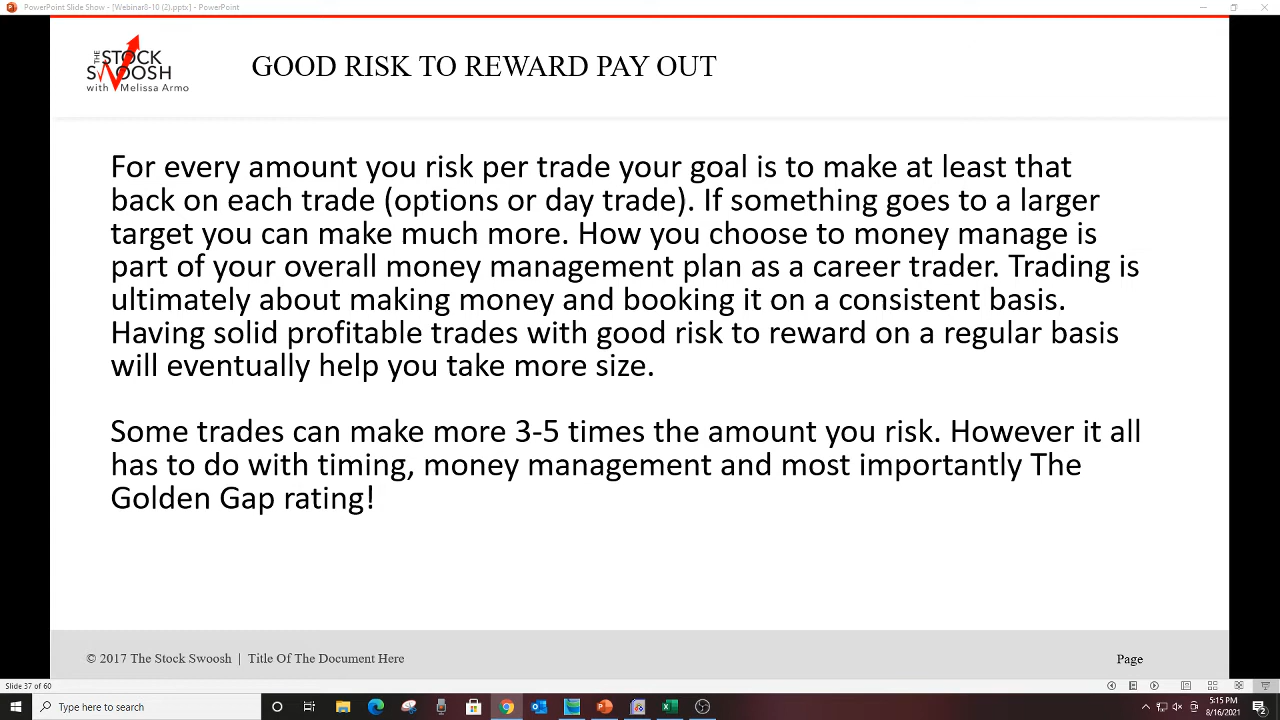 PowerPoint Slide Show - [Webinar8-10 (2).pptx] - PowerPoint
THE
STOCK
SWOOSH
with Melissa Armo
GOOD RISK TO REWARD PAY OUT
For every amount you risk per trade your goal is to make at least that
back on each trade (options or day trade). If something goes to a larger
target you can make much more. How you choose to money manage is
part of your overall money management plan as a career trader. Trading is
ultimately about making money and booking it on a consistent basis.
Having solid profitable trades with good risk to reward on a regular basis
will eventually help you take more size.
Some trades can make more 3-5 times the amount you risk. However it all
has to do with timing, money management and most importantly The
Golden Gap rating!
© 2017 The Stock Swoosh | Title Of The Document Here
Page
Slide 37 of 60
Type here to search
5:15 PM
8/16/2021
2